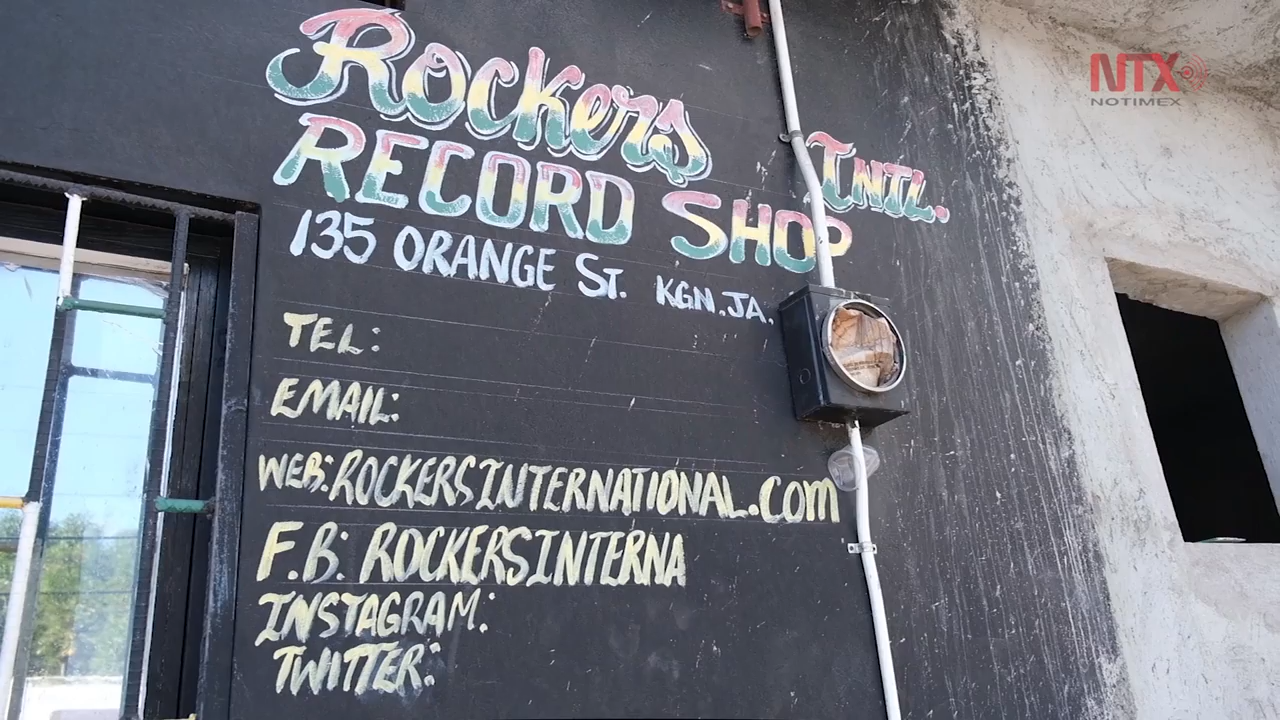 Rockers INTL.
RECORD SHOP
135 ORANGE ST. KGN. JA.
TEL:
EMAIL:
WEB: ROCKERSINTERNATIONAL.Com
F.B: ROCKERSINTERNA
INSTAGRAM:
TWITTER:
NTX
NOTIMEX